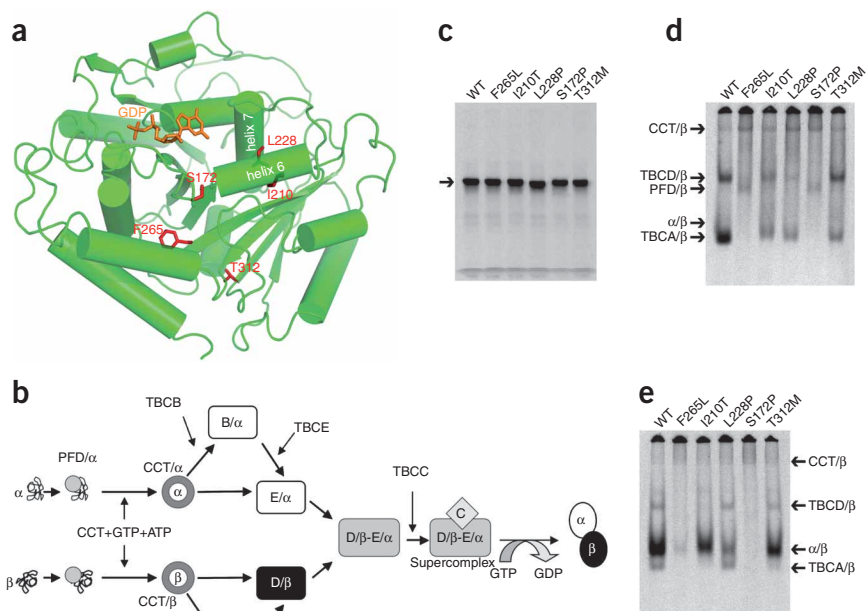 a
GDP
helix 7
L228
helix 6
S172
I210
F265
T312
c
WT F265L I210T L228P S172P T312M
d
WT F265L I210T L228P S172P T312M
CCT/β
TBCD/β
PFD/β
α/β
TBCA/β
b
TBCB
B/α
TBCE
PFD/α
CCT/α
α
α
E/α
TBCC
CCT+GTP+ATP
D/β-E/α
C
D/β-E/α
Supercomplex
GTP
GDP
α
β
β
β
CCT/β
D/β
e
WT F265L I210T L228P S172P T312M
CCT/β
TBCD/β
α/β
TBCA/β